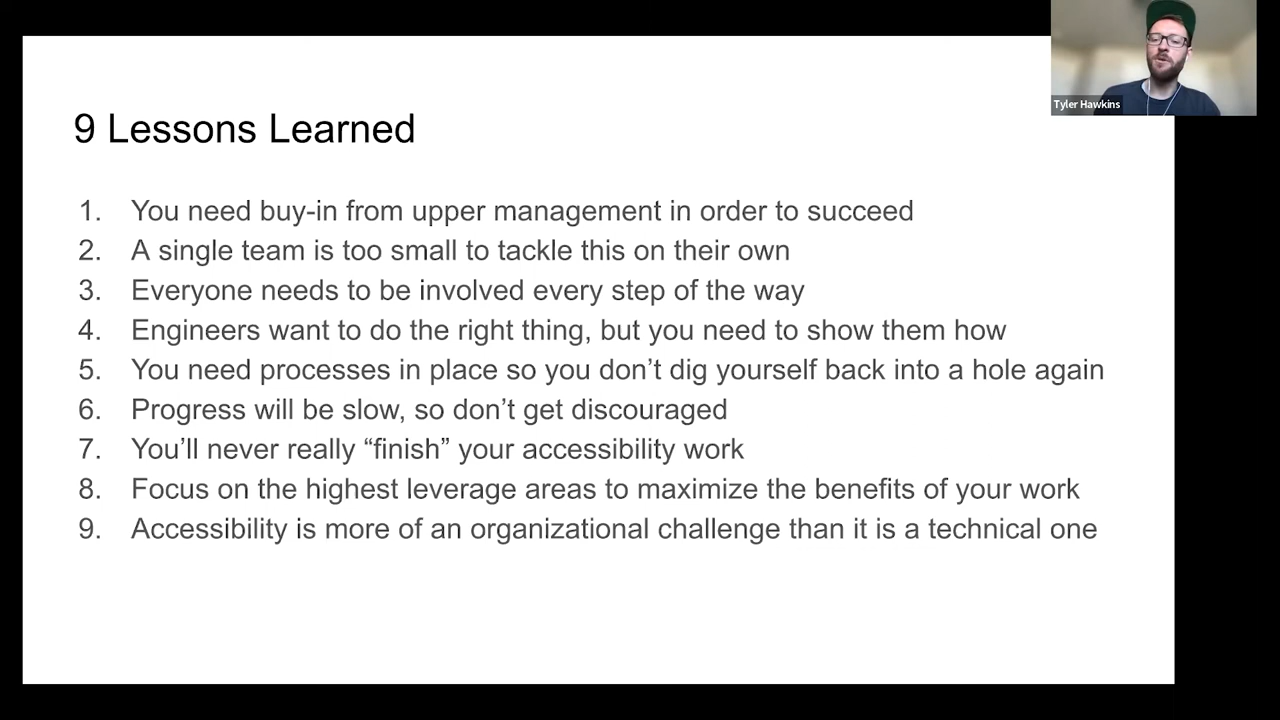 9 Lessons Learned
1. You need buy-in from upper management in order to succeed
2. A single team is too small to tackle this on their own
3. Everyone needs to be involved every step of the way
4. Engineers want to do the right thing, but you need to show them how
5. You need processes in place so you don’t dig yourself back into a hole again
6. Progress will be slow, so don’t get discouraged
7. You’ll never really “finish” your accessibility work
8. Focus on the highest leverage areas to maximize the benefits of your work
9. Accessibility is more of an organizational challenge than it is a technical one
Tyler Hawkins